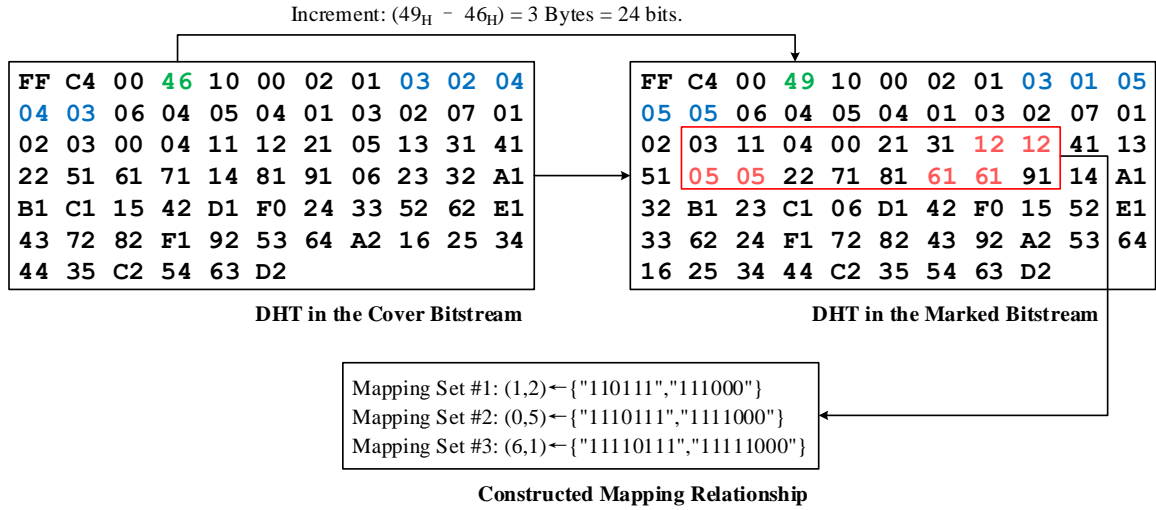 Increment: (49H - 46H) = 3 Bytes = 24 bits.
FF C4 00 46 10 00 02 01 03 02 04
04 03 06 04 05 04 01 03 02 07 01
02 03 00 04 11 12 21 05 13 31 41
22 51 61 71 14 81 91 06 23 32 A1
B1 C1 15 42 D1 F0 24 33 52 62 E1
43 72 82 F1 92 53 64 A2 16 25 34
44 35 C2 54 63 D2
DHT in the Cover Bitstream
FF C4 00 49 10 00 02 01 03 01 05
05 05 06 04 05 04 01 03 02 07 01
02 03 11 04 00 21 31 12 12 41 13
51 05 05 22 71 81 61 61 91 14 A1
32 B1 23 C1 06 D1 42 F0 15 52 E1
33 62 24 F1 72 82 43 92 A2 53 64
16 25 34 44 C2 35 54 63 D2
DHT in the Marked Bitstream
Mapping Set #1: (1,2)←{"110111","111000"}
Mapping Set #2: (0,5)←{"1110111","1111000"}
Mapping Set #3: (6,1)←{"11110111","11111000"}
Constructed Mapping Relationship